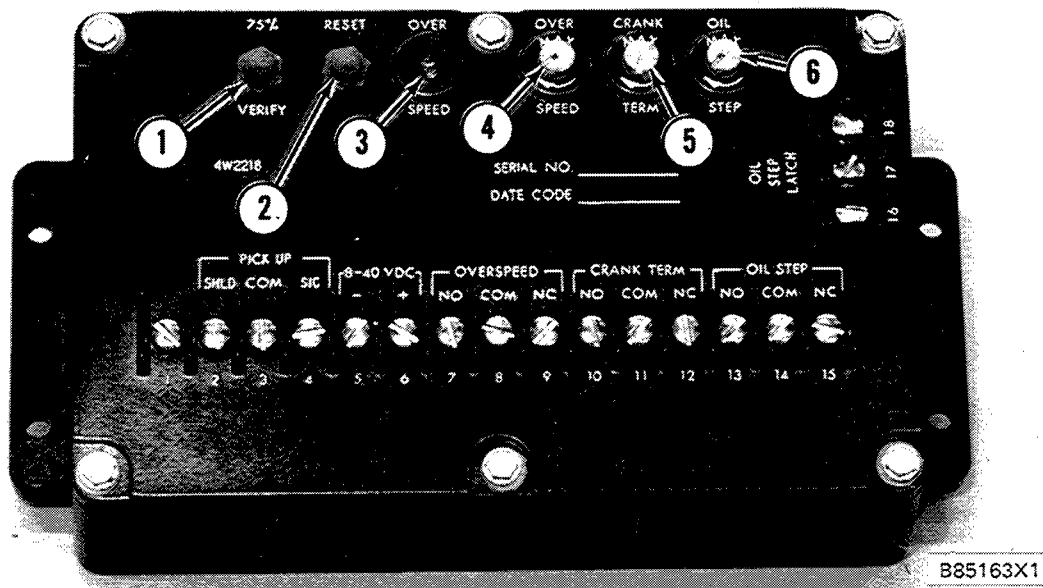 75% RESET OVER OVER CRANK OIL
MAX MAX MAX
VERIFY SPEED SPEED TERM STEP
1 2 3 4 5 6
4W2218
SERIAL NO.
DATE CODE
OIL STEP LATCH
18
17
16
PICK UP 8-40 VDC OVERSPEED CRANK TERM OIL STEP
SHLD COM SIG - + NO COM NC NO COM NC NO COM NC
1 2 3 4 5 6 7 8 9 10 11 12 13 14 15
B85163X1